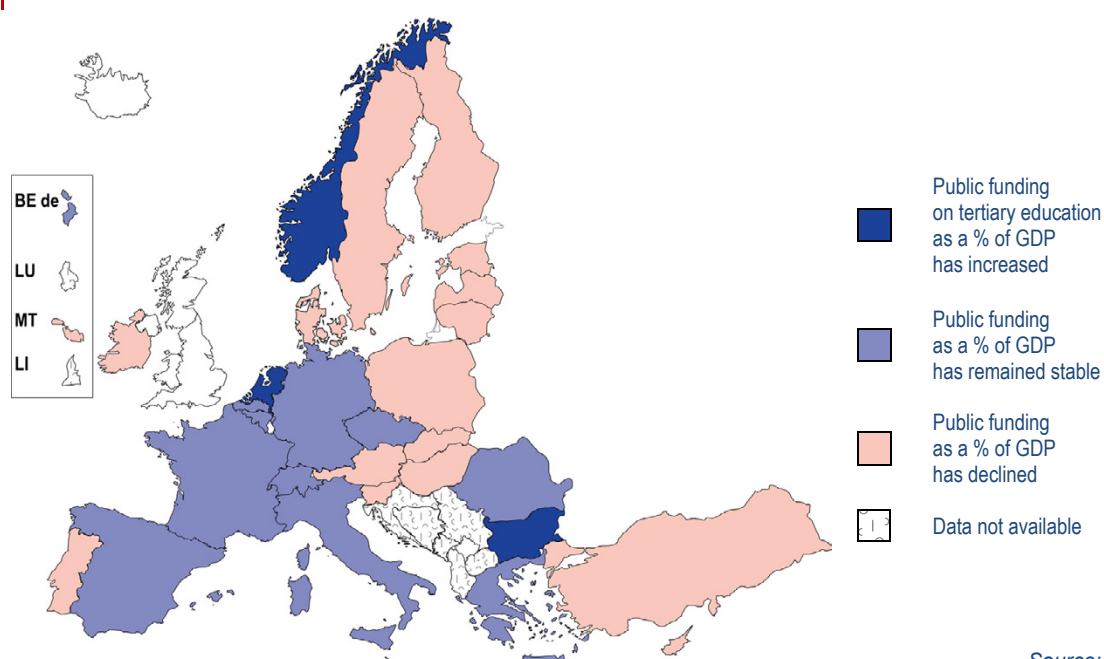 BE de
LU
MT
LI
Public funding
on tertiary education
as a % of GDP
has increased
Public funding
as a % of GDP
has remained stable
Public funding
as a % of GDP
has declined
Data not available
Source: